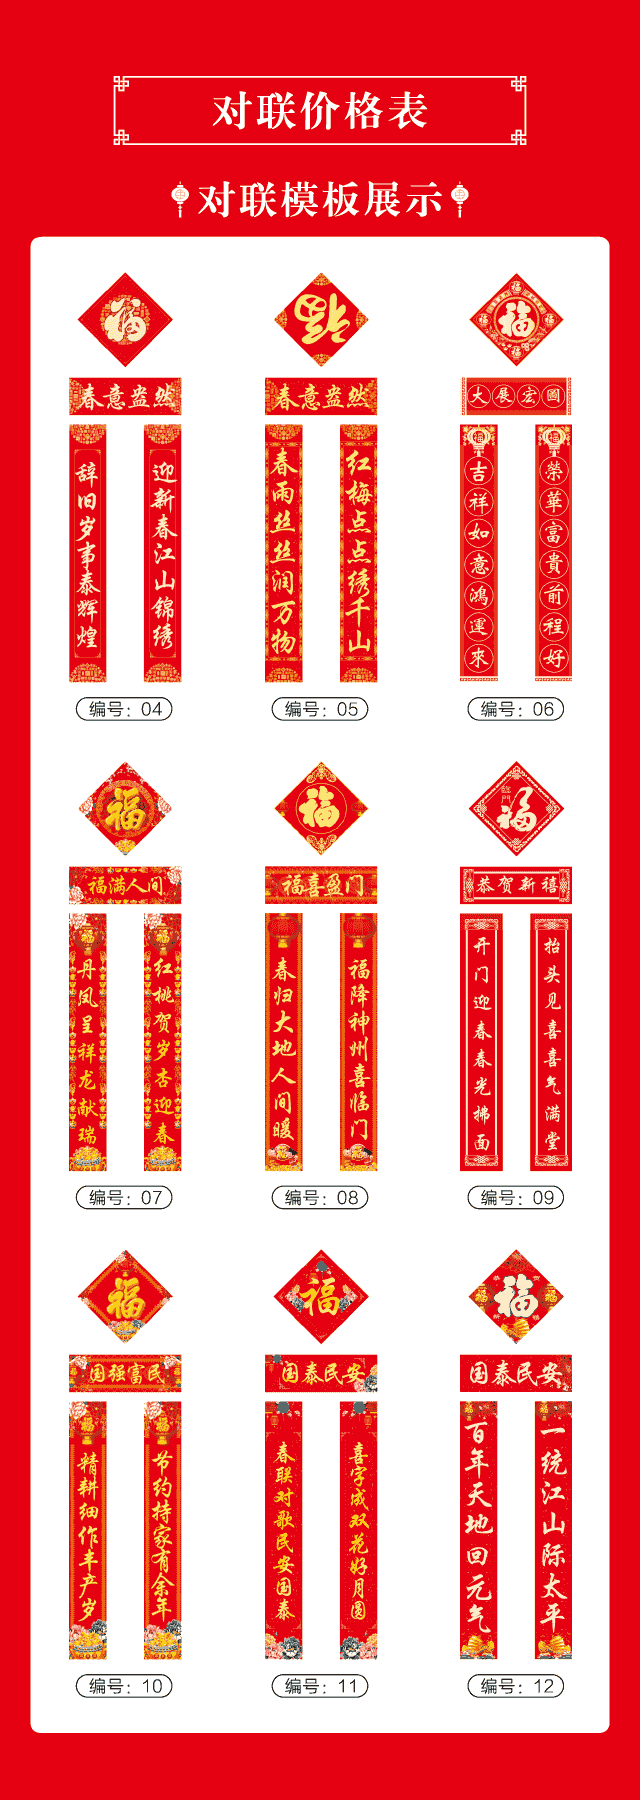 对联价格表
对联模板展示
福
春意盎然
辞旧岁事泰辉煌
迎新春江山锦绣
编号：04
福
春意盎然
春雨丝丝润万物
红梅点点绣千山
编号：05
福
大展宏圖
吉祥如意鴻運來
榮華富貴前程好
编号：06
福
福满人间
福
丹凤呈祥龙献瑞
福
红桃贺岁杏迎春
编号：07
福
福喜盈门
春归大地人间暖
福降神州喜临门
编号：08
臨門
福
恭贺新禧
开门迎春春光拂面
抬头见喜喜气满堂
编号：09
福
国强富民
福
精耕细作丰产岁
福
节约持家有余年
编号：10
福
国泰民安
春联对歌民安国泰
喜字成双花好月圆
编号：11
福
国泰民安
百年天地回元气
一统江山际太平
编号：12